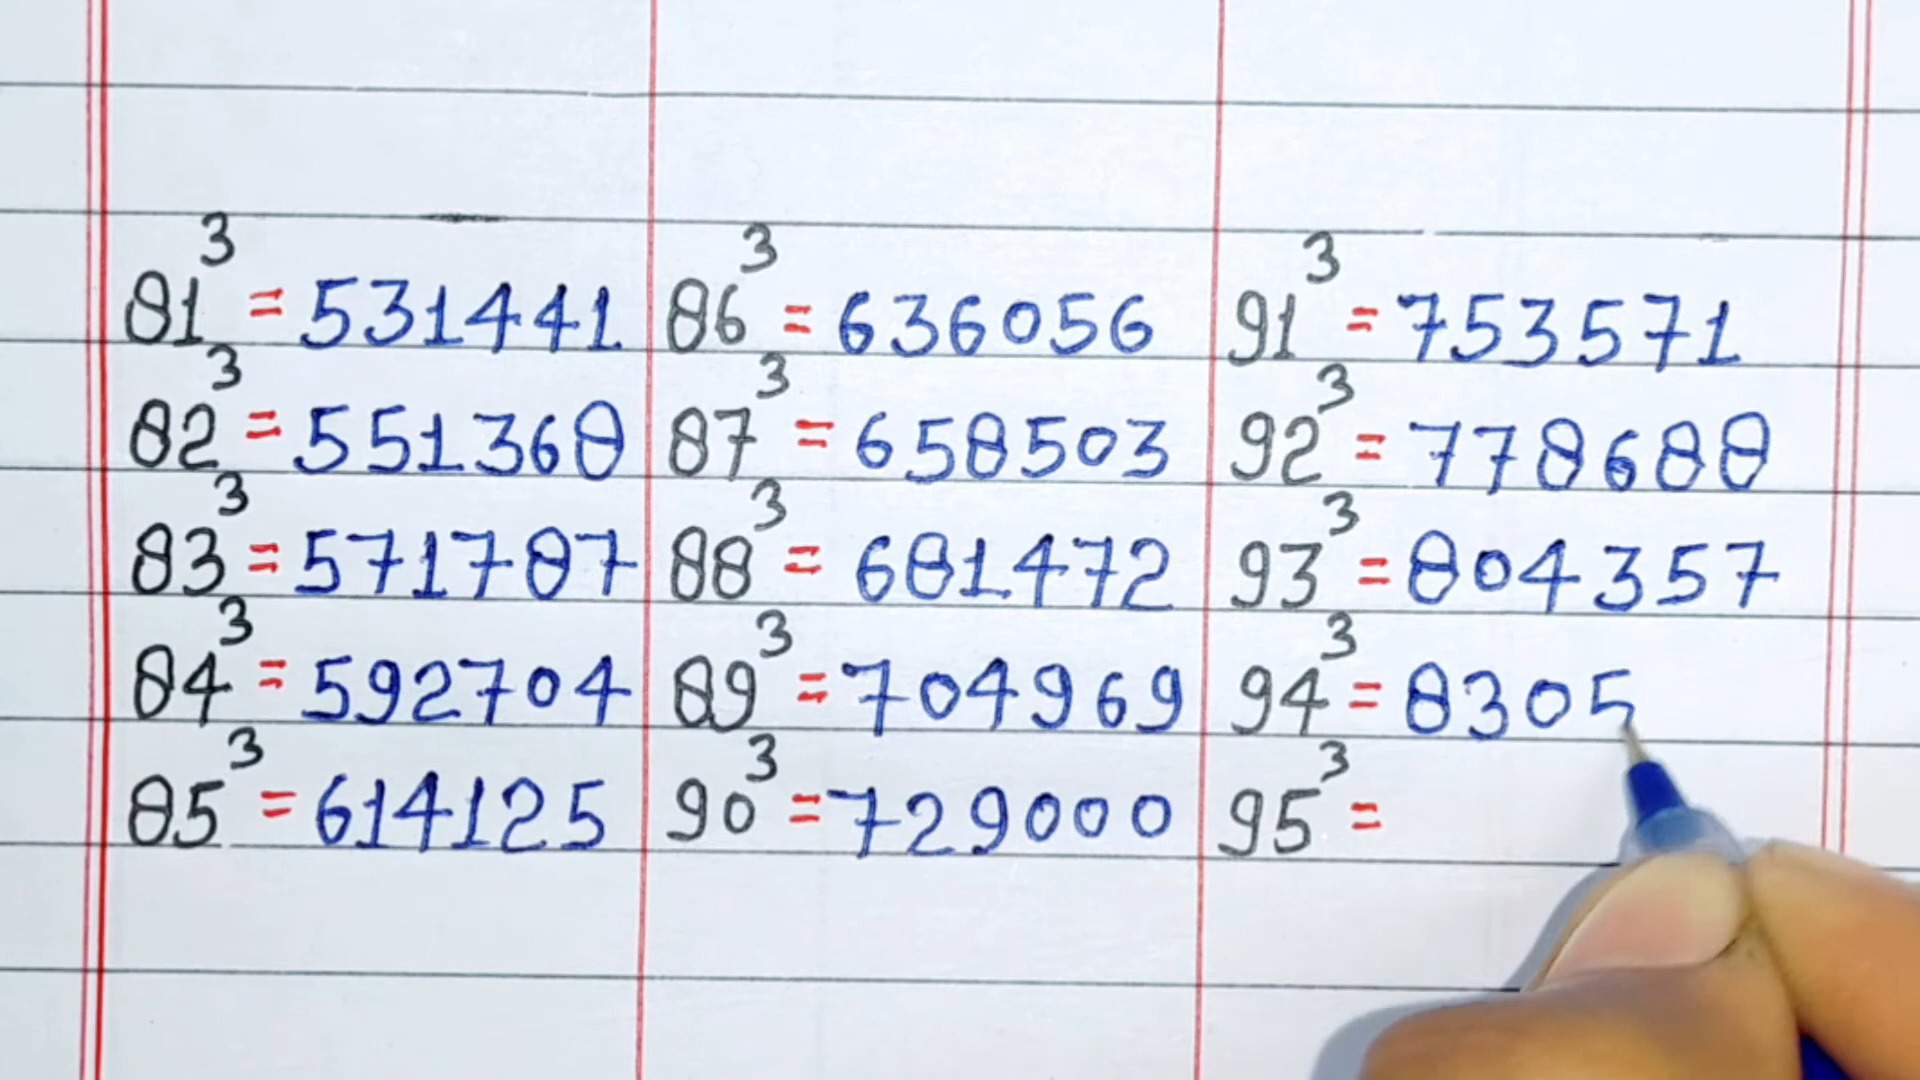 81³ = 531441
82³ = 551368
83³ = 571787
84³ = 592704
85³ = 614125
86³ = 636056
87³ = 658503
88³ = 681472
89³ = 704969
90³ = 729000
91³ = 753571
92³ = 778688
93³ = 804357
94³ = 8305
95³ =